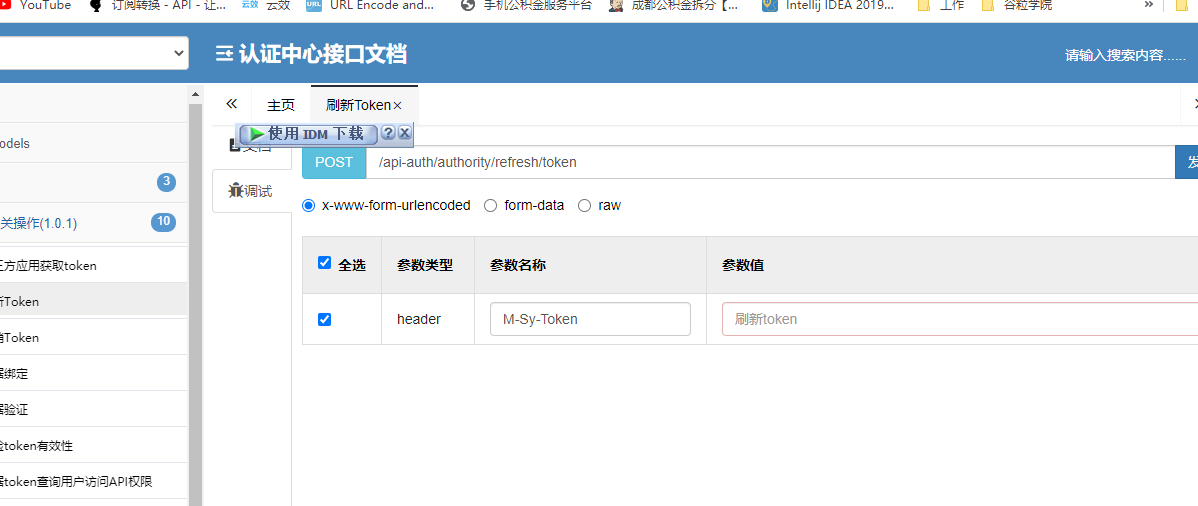 YouTube 订阅转换 - API - 让... 云效 云效 URL URL Encode and... 手机公积金服务平台 成都公积金拆分【... Intellij IDEA 2019... 工作 谷粒学院 »
认证中心接口文档 请输入搜索内容......
« 主页 刷新Token×
使用 IDM 下载 ? X
文档
odels
POST /api-auth/authority/refresh/token 发
3
调试
x-www-form-urlencoded form-data raw
关操作(1.0.1) 10
全选 参数类型 参数名称 参数值
三方应用获取token
新Token
header M-Sy-Token 刷新token
销Token
据绑定
据验证
检token有效性
据token查询用户访问API权限